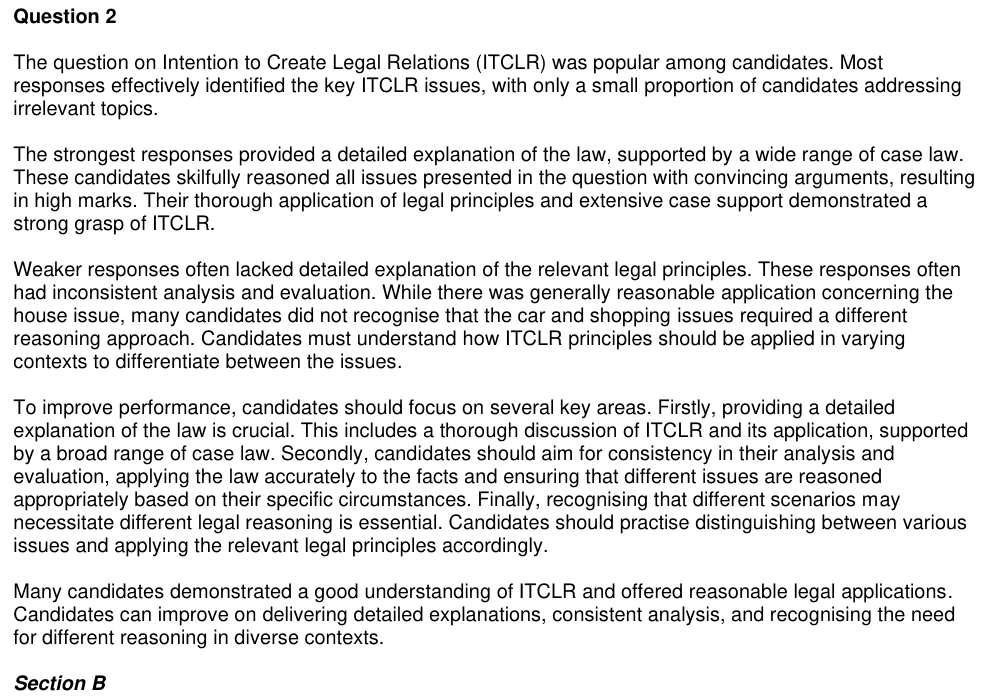 Question 2
The question on Intention to Create Legal Relations (ITCLR) was popular among candidates. Most
responses effectively identified the key ITCLR issues, with only a small proportion of candidates addressing
irrelevant topics.
The strongest responses provided a detailed explanation of the law, supported by a wide range of case law.
These candidates skilfully reasoned all issues presented in the question with convincing arguments, resulting
in high marks. Their thorough application of legal principles and extensive case support demonstrated a
strong grasp of ITCLR.
Weaker responses often lacked detailed explanation of the relevant legal principles. These responses often
had inconsistent analysis and evaluation. While there was generally reasonable application concerning the
house issue, many candidates did not recognise that the car and shopping issues required a different
reasoning approach. Candidates must understand how ITCLR principles should be applied in varying
contexts to differentiate between the issues.
To improve performance, candidates should focus on several key areas. Firstly, providing a detailed
explanation of the law is crucial. This includes a thorough discussion of ITCLR and its application, supported
by a broad range of case law. Secondly, candidates should aim for consistency in their analysis and
evaluation, applying the law accurately to the facts and ensuring that different issues are reasoned
appropriately based on their specific circumstances. Finally, recognising that different scenarios may
necessitate different legal reasoning is essential. Candidates should practise distinguishing between various
issues and applying the relevant legal principles accordingly.
Many candidates demonstrated a good understanding of ITCLR and offered reasonable legal applications.
Candidates can improve on delivering detailed explanations, consistent analysis, and recognising the need
for different reasoning in diverse contexts.
Section B